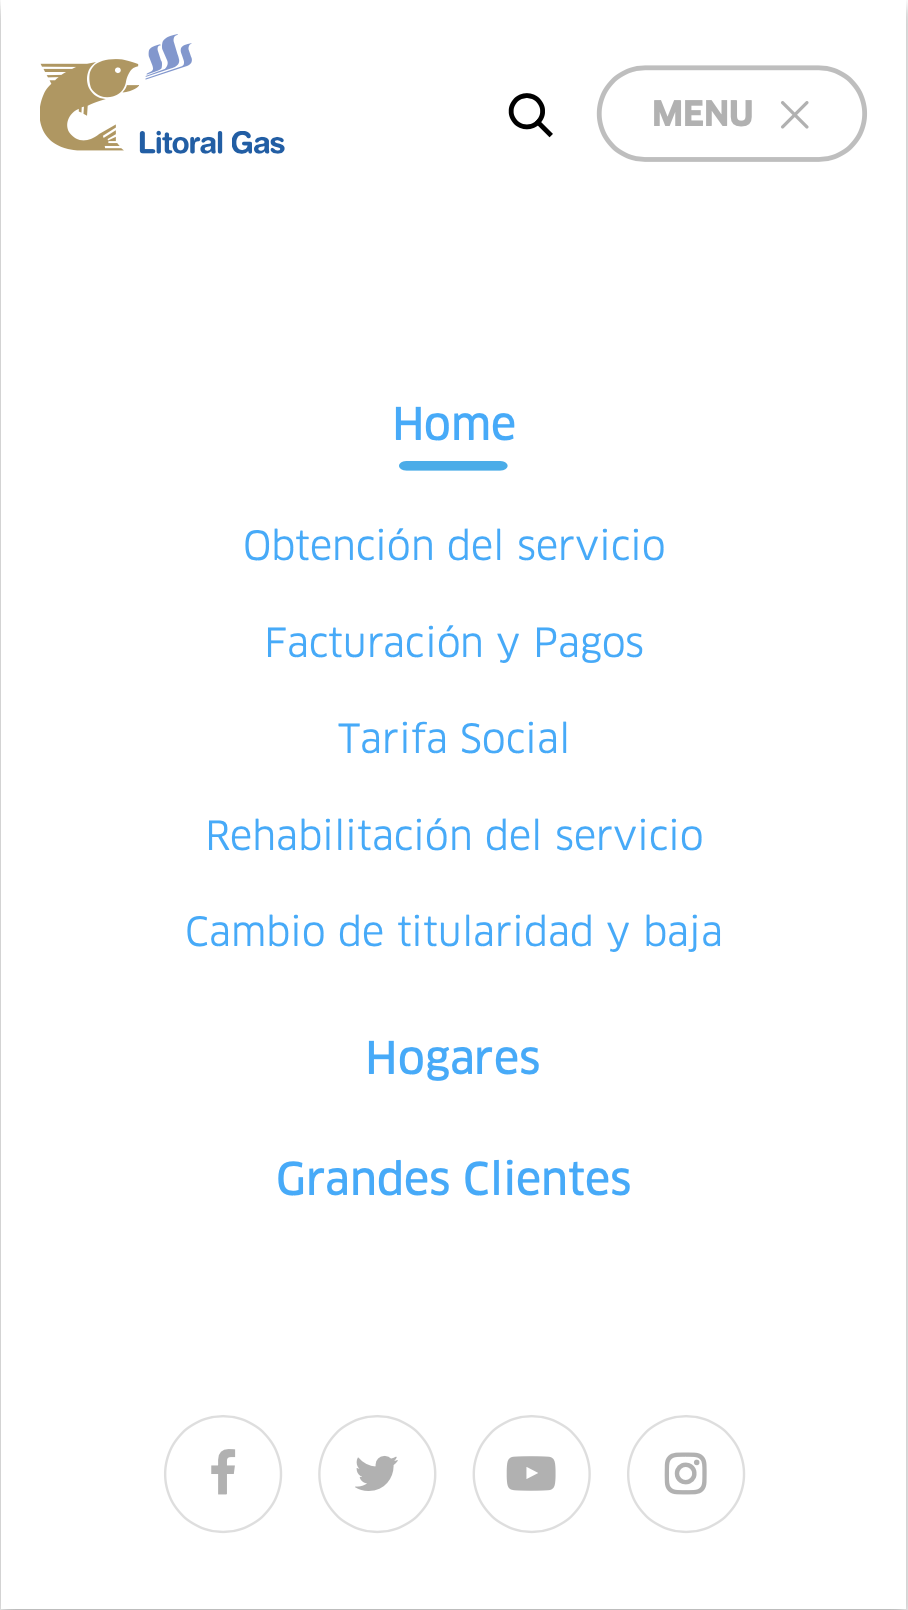 Litoral Gas
MENU
Home
Obtención del servicio
Facturación y Pagos
Tarifa Social
Rehabilitación del servicio
Cambio de titularidad y baja
Hogares
Grandes Clientes